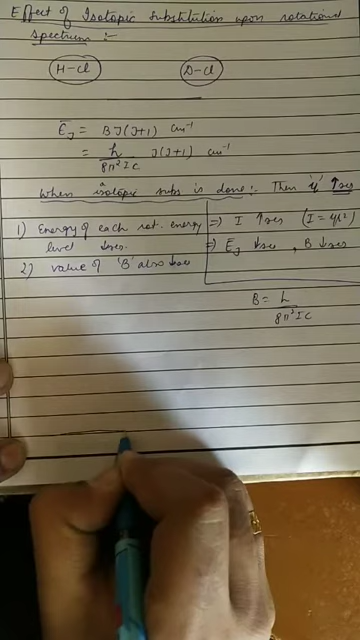 Effect of Isotopic Substitution upon rotational
spectrum :-
H-Cl D-Cl
E̅J = BJ(J+1) cm⁻¹
= h/8π²Ic J(J+1) cm⁻¹
When isotopic subs is done:- Then 'μ' ↑ses
1) Energy of each rot. energy level ↓ses.
⇒ I ↑ses (I = μr²)
⇒ E̅J ↓ses, B ↓ses
2) value of 'B' also ↓ses
B = h/8π²Ic